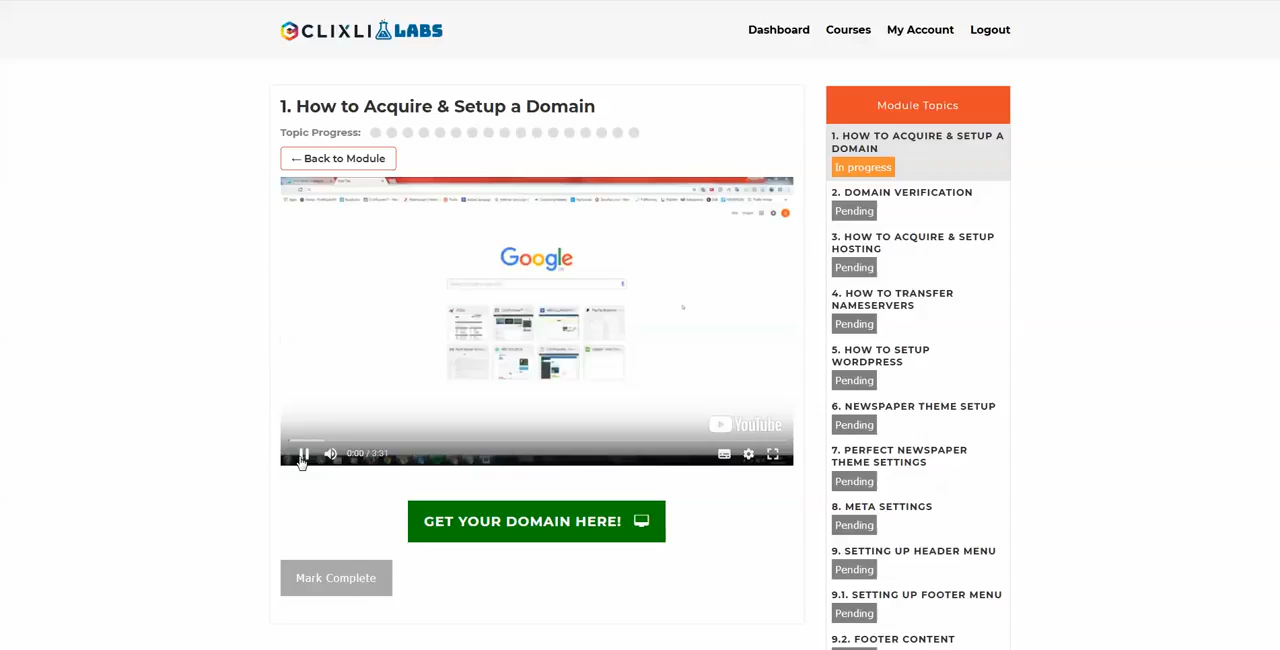 CLIXLI LABS
Dashboard
Courses
My Account
Logout
1. How to Acquire & Setup a Domain
Topic Progress:
← Back to Module
Google
YouTube
0:00 / 3:31
GET YOUR DOMAIN HERE!
Mark Complete
Module Topics
1. HOW TO ACQUIRE & SETUP A
DOMAIN
In progress
2. DOMAIN VERIFICATION
Pending
3. HOW TO ACQUIRE & SETUP
HOSTING
Pending
4. HOW TO TRANSFER
NAMESERVERS
Pending
5. HOW TO SETUP
WORDPRESS
Pending
6. NEWSPAPER THEME SETUP
Pending
7. PERFECT NEWSPAPER
THEME SETTINGS
Pending
8. META SETTINGS
Pending
9. SETTING UP HEADER MENU
Pending
9.1. SETTING UP FOOTER MENU
Pending
9.2. FOOTER CONTENT